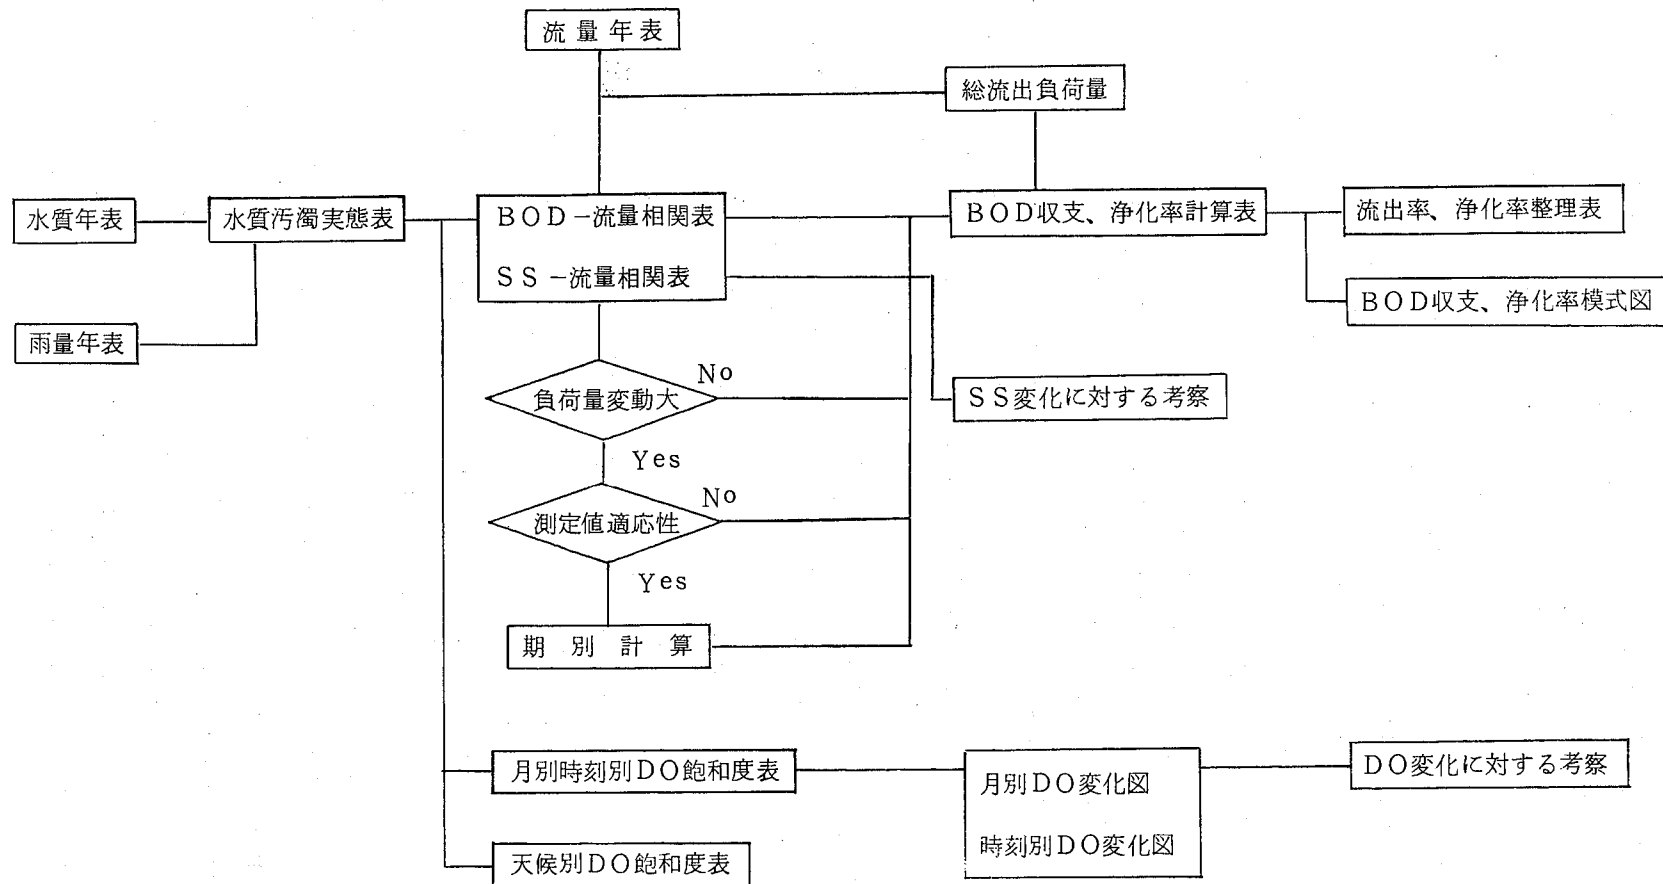 流量年表
総流出負荷量
水質年表
水質汚濁実態表
BOD－流量相関表
SS－流量相関表
BOD収支、浄化率計算表
流出率、浄化率整理表
BOD収支、浄化率模式図
雨量年表
負荷量変動大
No
SS変化に対する考察
Yes
測定値適応性
No
Yes
期別計算
月別時刻別DO飽和度表
月別DO変化図
時刻別DO変化図
DO変化に対する考察
天候別DO飽和度表